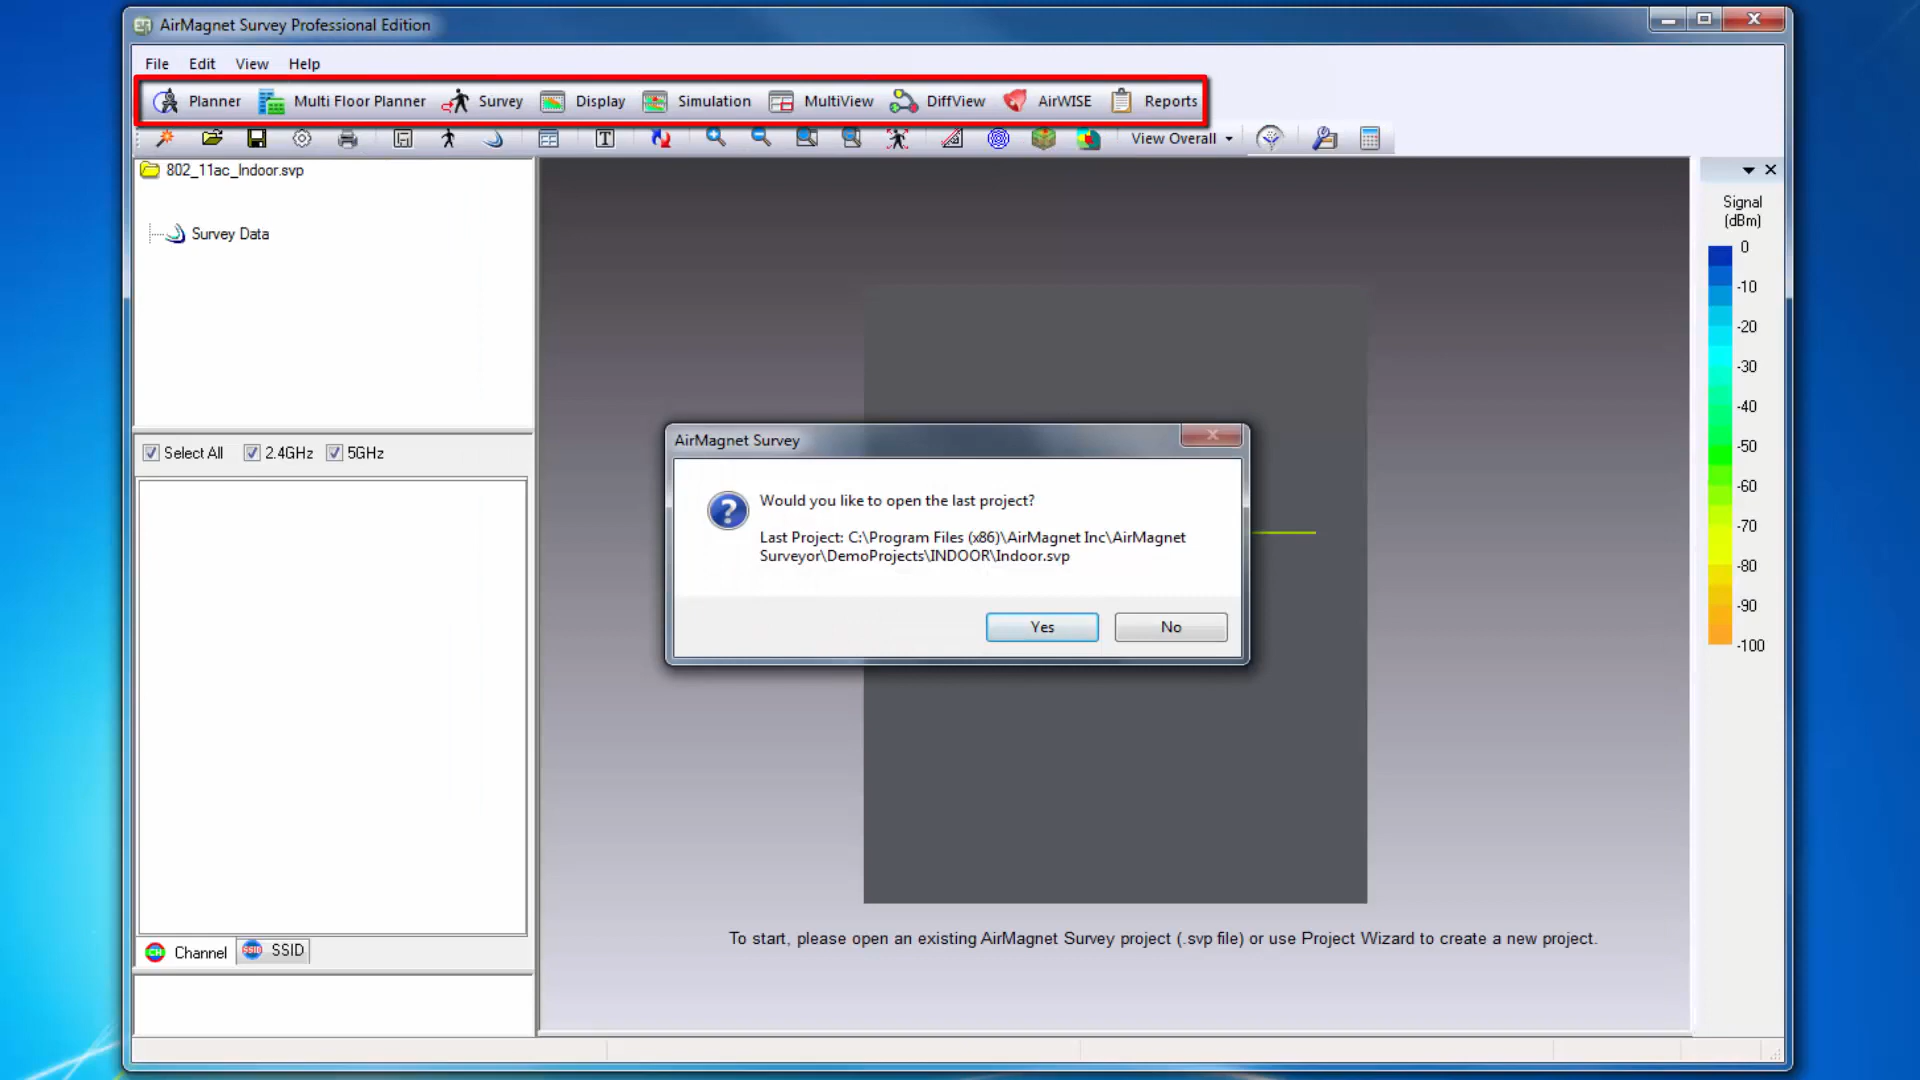 AirMagnet Survey Professional Edition
File Edit View Help
Planner Multi Floor Planner Survey Display Simulation MultiView DiffView AirWISE Reports
T View Overall
802_11ac_Indoor.svp
Survey Data
Signal
(dBm)
0
-10
-20
-30
-40
-50
-60
-70
-80
-90
-100
Select All 2.4GHz 5GHz
AirMagnet Survey
?
Would you like to open the last project?
Last Project: C:\Program Files (x86)\AirMagnet Inc\AirMagnet
Surveyor\DemoProjects\INDOOR\Indoor.svp
Yes No
To start, please open an existing AirMagnet Survey project (.svp file) or use Project Wizard to create a new project.
CH Channel SSID SSID